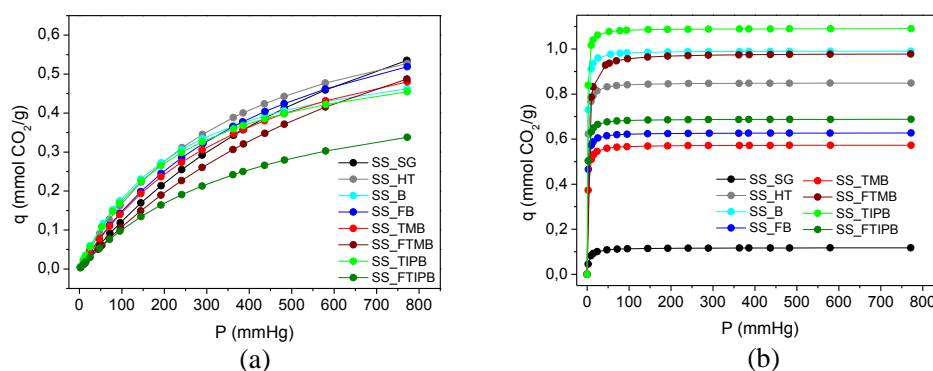 0,6
0,5
0,4
0,3
0,2
0,1
0,0
q (mmol CO2/g)
0 100 200 300 400 500 600 700 800
P (mmHg)
SS_SG
SS_HT
SS_B
SS_FB
SS_TMB
SS_FTMB
SS_TIPB
SS_FTIPB
(a)
1,0
0,8
0,6
0,4
0,2
0,0
q (mmol CO2/g)
0 100 200 300 400 500 600 700 800
P (mmHg)
SS_SG
SS_HT
SS_B
SS_FB
SS_TMB
SS_FTMB
SS_TIPB
SS_FTIPB
(b)